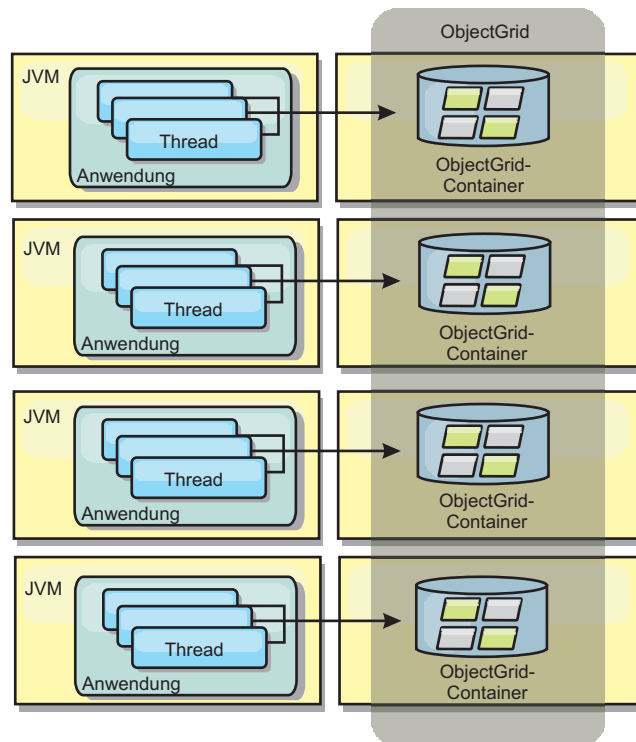 ObjectGrid
JVM
Thread
Anwendung
ObjectGrid-
Container
JVM
Thread
Anwendung
ObjectGrid-
Container
JVM
Thread
Anwendung
ObjectGrid-
Container
JVM
Thread
Anwendung
ObjectGrid-
Container